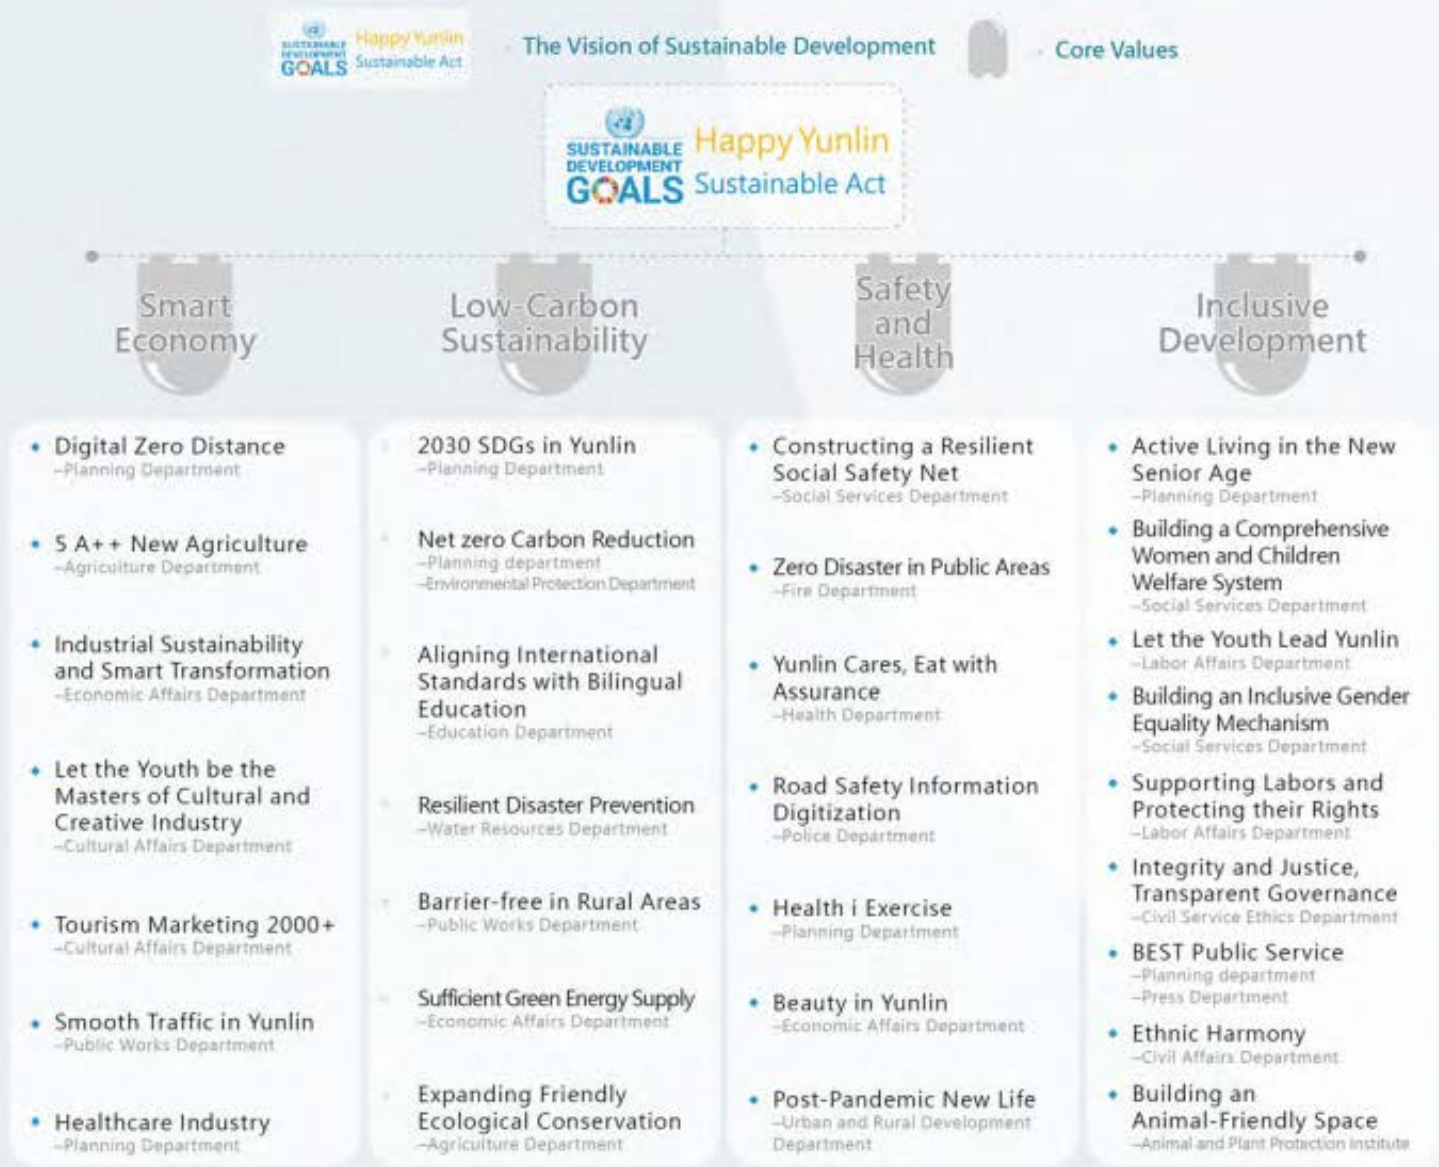 SUSTAINABLE
DEVELOPMENT
GOALS
Happy Yunlin
Sustainable Act
The Vision of Sustainable Development
Core Values
SUSTAINABLE
DEVELOPMENT
GOALS
Happy Yunlin
Sustainable Act
Smart
Economy
Low-Carbon
Sustainability
Safety
and
Health
Inclusive
Development
Digital Zero Distance
–Planning Department
5 A++ New Agriculture
–Agriculture Department
Industrial Sustainability
and Smart Transformation
–Economic Affairs Department
Let the Youth be the
Masters of Cultural and
Creative Industry
–Cultural Affairs Department
Tourism Marketing 2000+
–Cultural Affairs Department
Smooth Traffic in Yunlin
–Public Works Department
Healthcare Industry
–Planning Department
2030 SDGs in Yunlin
–Planning Department
Net zero Carbon Reduction
–Planning department
–Environmental Protection Department
Aligning International
Standards with Bilingual
Education
–Education Department
Resilient Disaster Prevention
–Water Resources Department
Barrier-free in Rural Areas
–Public Works Department
Sufficient Green Energy Supply
–Economic Affairs Department
Expanding Friendly
Ecological Conservation
–Agriculture Department
Constructing a Resilient
Social Safety Net
–Social Services Department
Zero Disaster in Public Areas
–Fire Department
Yunlin Cares, Eat with
Assurance
–Health Department
Road Safety Information
Digitization
–Police Department
Health i Exercise
–Planning Department
Beauty in Yunlin
–Economic Affairs Department
Post-Pandemic New Life
–Urban and Rural Development
Department
Active Living in the New
Senior Age
–Planning Department
Building a Comprehensive
Women and Children
Welfare System
–Social Services Department
Let the Youth Lead Yunlin
–Labor Affairs Department
Building an Inclusive Gender
Equality Mechanism
–Social Services Department
Supporting Labors and
Protecting their Rights
–Labor Affairs Department
Integrity and Justice,
Transparent Governance
–Civil Service Ethics Department
BEST Public Service
–Planning department
–Press Department
Ethnic Harmony
–Civil Affairs Department
Building an
Animal-Friendly Space
–Animal and Plant Protection Institute